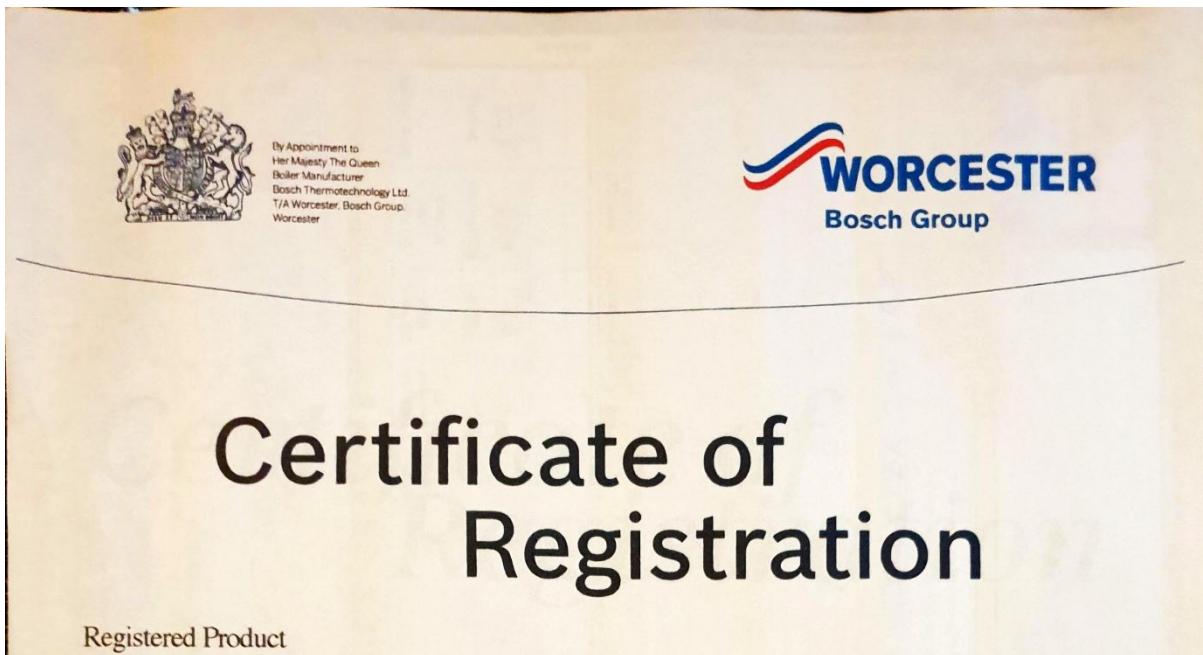 By Appointment to
Her Majesty The Queen
Boiler Manufacturer
Bosch Thermotechnology Ltd.
T/A Worcester, Bosch Group.
Worcester
WORCESTER
Bosch Group
Certificate of
Registration
Registered Product